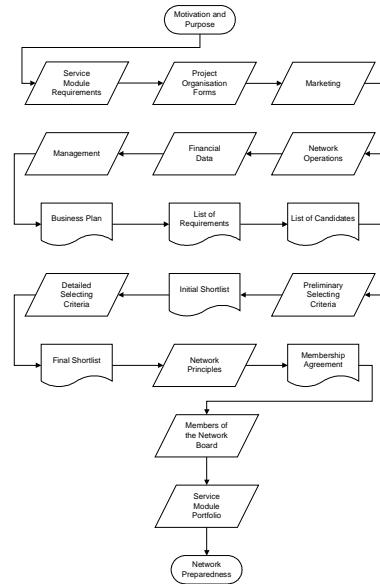 Motivation and
Purpose
Service
Module
Requirements
Project
Organisation
Forms
Marketing
Management
Financial
Data
Network
Operations
Business Plan
List of
Requirements
List of Candidates
Detailed
Selecting
Criteria
Initial Shortlist
Preliminary
Selecting
Criteria
Final Shortlist
Network
Principles
Membership
Agreement
Members of
the Network
Board
Service
Module
Portfolio
Network
Preparedness